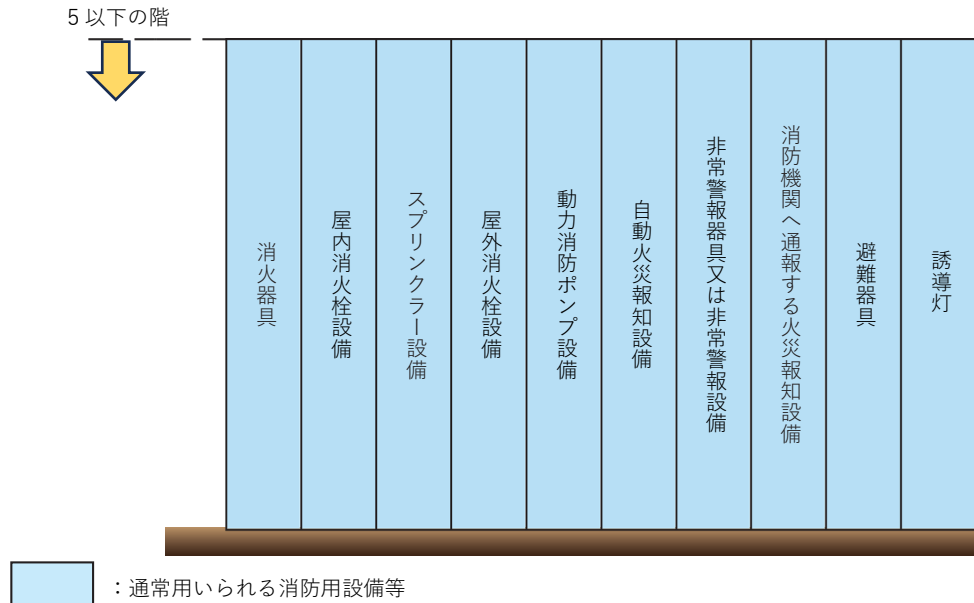 5以下の階
消火器具
屋内消火栓設備
スプリンクラー設備
屋外消火栓設備
動力消防ポンプ設備
自動火災報知設備
非常警報器具又は非常警報設備
消防機関へ通報する火災報知設備
避難器具
誘導灯
：通常用いられる消防用設備等